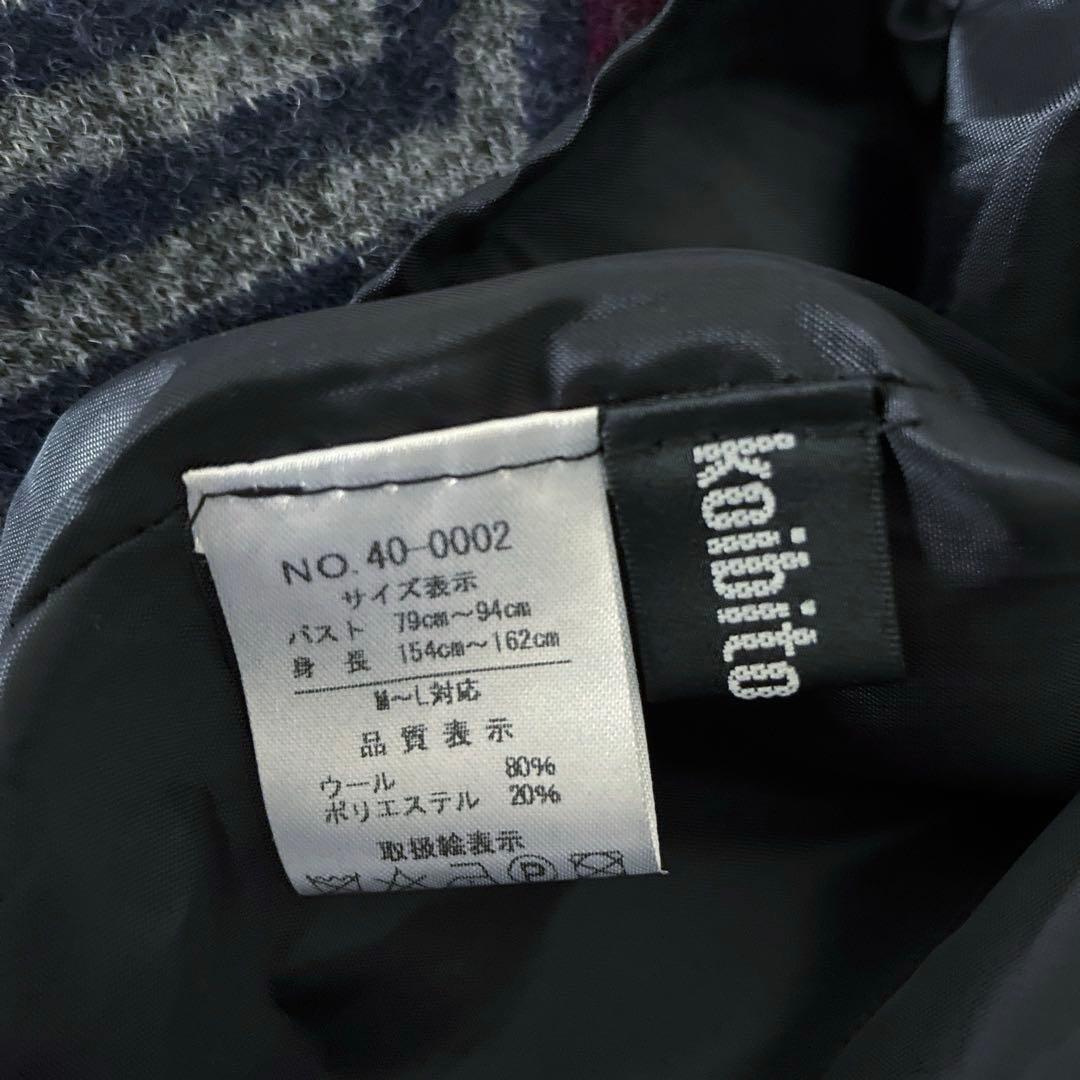 NO.40-0002
サイズ表示
バスト 79cm～94cm
身長 154cm～162cm
M～L対応
品質表示
ウール 80%
ポリエステル 20%
取扱絵表示
P
kaibito